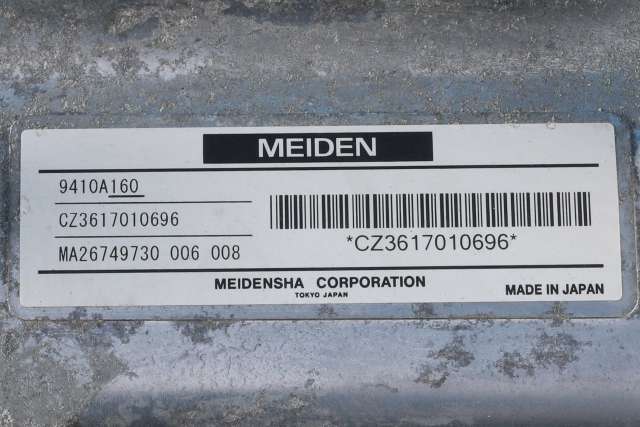 MEIDEN
9410A160
CZ3617010696
*CZ3617010696*
MA26749730 006 008
MEIDENSHA CORPORATION
TOKYO JAPAN
MADE IN JAPAN